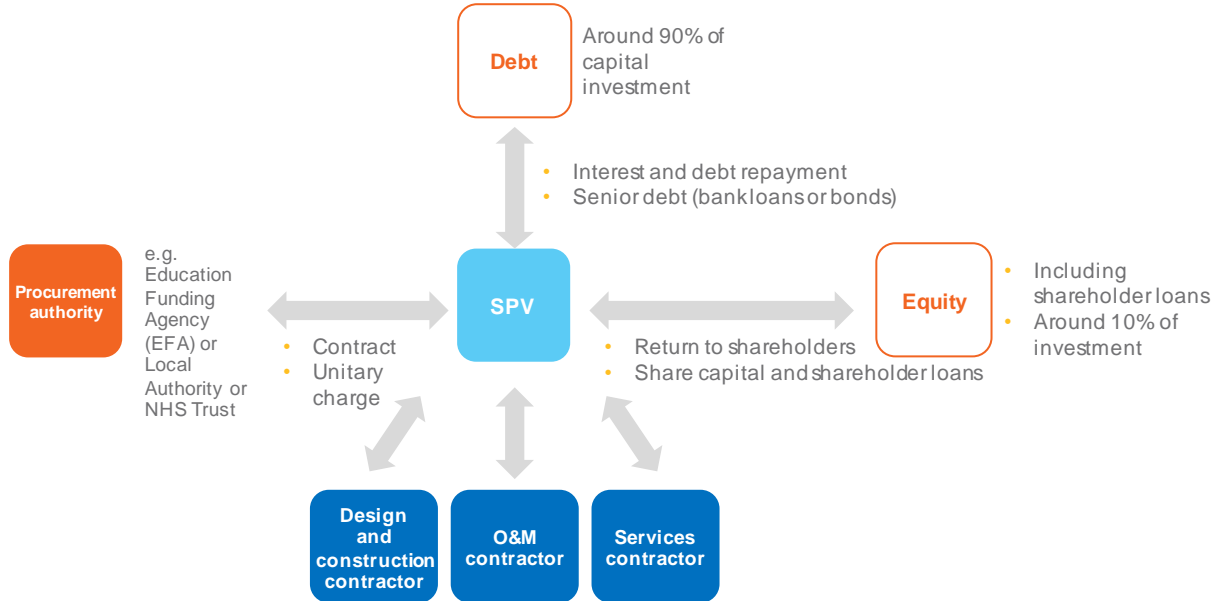 Debt
Around 90% of
capital
investment
• Interest and debt repayment
• Senior debt (bank loans or bonds)
Procurement
authority
e.g.
Education
Funding
Agency
(EFA) or
Local
Authority or
NHS Trust
SPV
Equity
• Including
shareholder loans
• Around 10% of
investment
• Contract
• Unitary
charge
• Return to shareholders
• Share capital and shareholder loans
Design
and
construction
contractor
O&M
contractor
Services
contractor